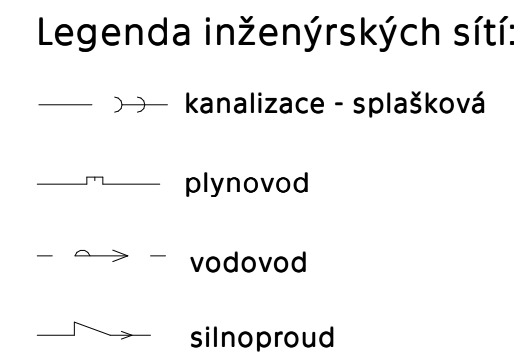 Legenda inženýrských sítí:
kanalizace - splašková
plynovod
vodovod
silnoproud